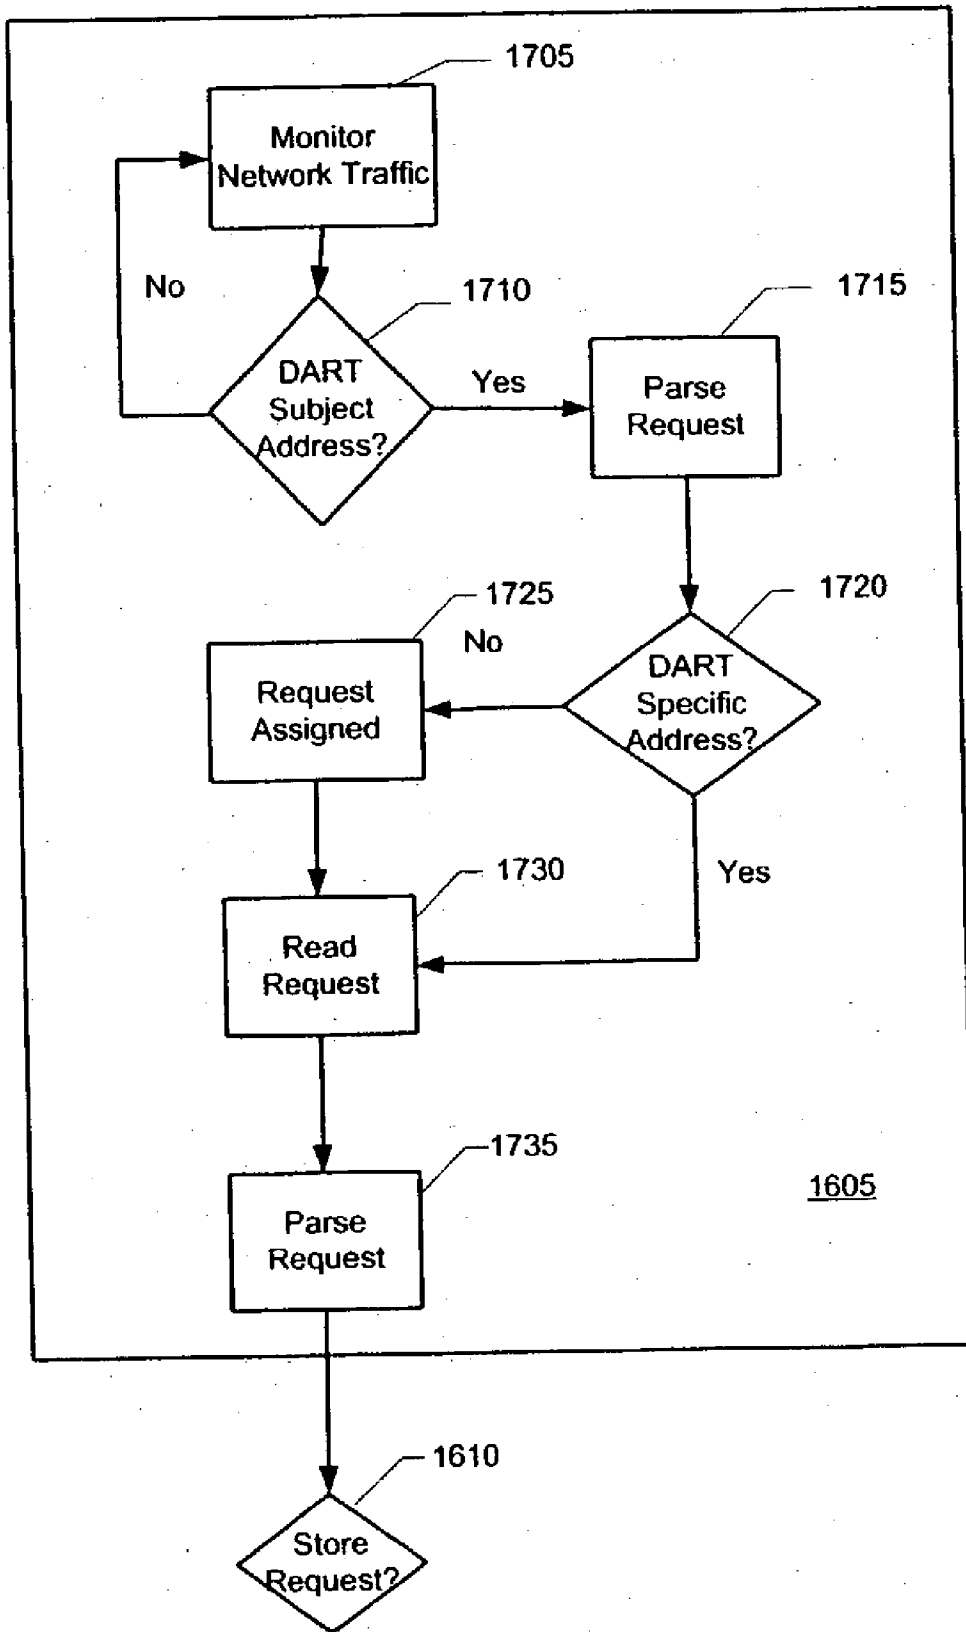 1705
Monitor
Network Traffic
No
1710
1715
DART
Subject
Address?
Yes
Parse
Request
1725
1720
No
Request
Assigned
DART
Specific
Address?
1730
Yes
Read
Request
1735
Parse
Request
1605
1610
Store
Request?